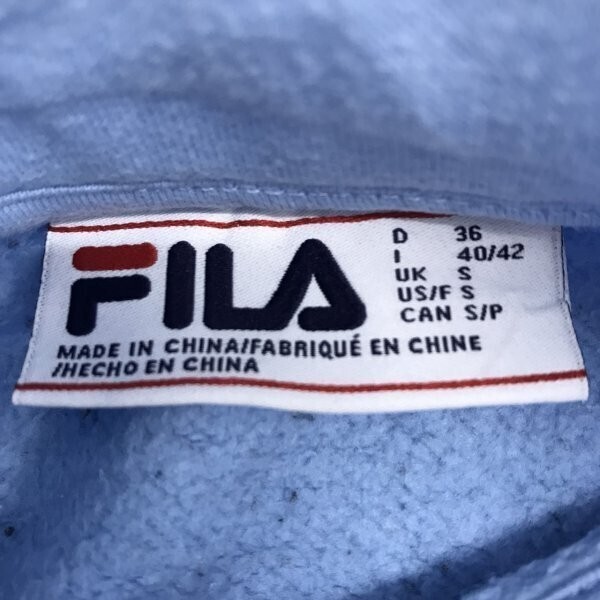 FILA
D 36
I 40/42
UK S
US/F S
CAN S/P
MADE IN CHINA/FABRIQUÉ EN CHINE
/HECHO EN CHINA